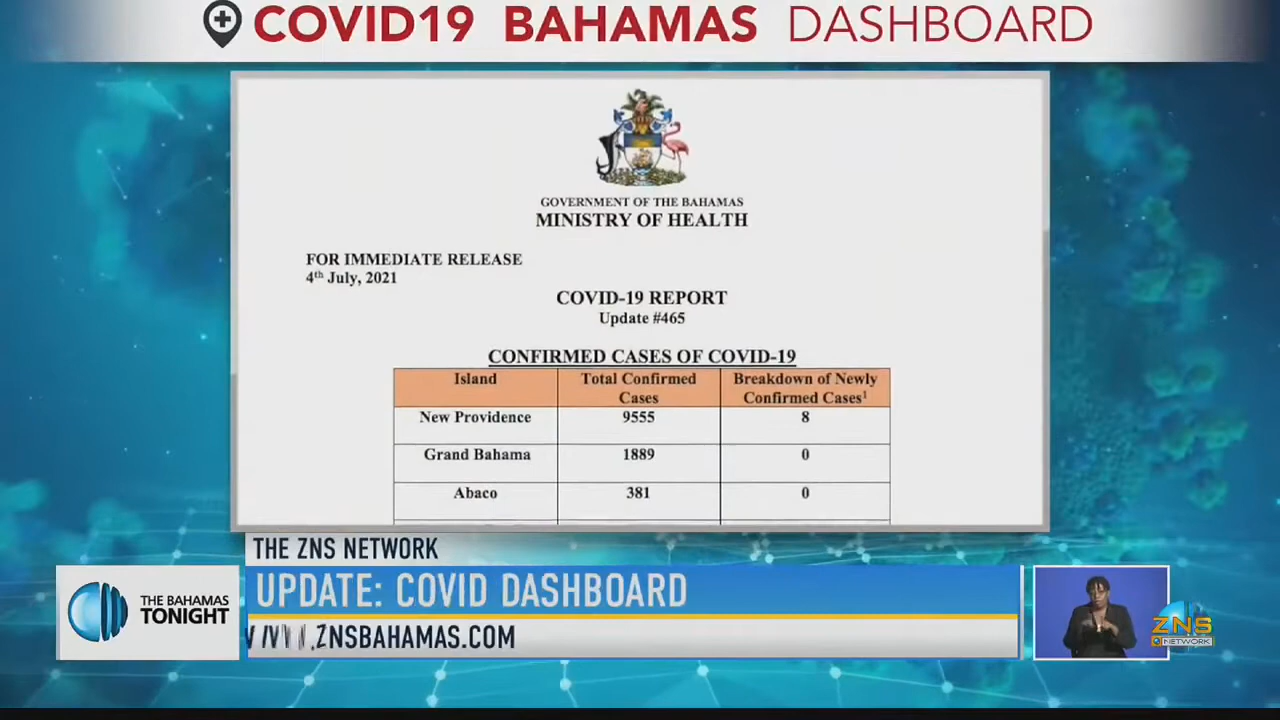 COVID19 BAHAMAS DASHBOARD
GOVERNMENT OF THE BAHAMAS
MINISTRY OF HEALTH
FOR IMMEDIATE RELEASE
4th July, 2021
COVID-19 REPORT
Update #465
CONFIRMED CASES OF COVID-19
Island Total Confirmed Cases Breakdown of Newly Confirmed Cases1
New Providence 9555 8
Grand Bahama 1889 0
Abaco 381 0
THE ZNS NETWORK
UPDATE: COVID DASHBOARD
THE BAHAMAS
TONIGHT
.ZNSBAHAMAS.COM
ZNS
NETWORK